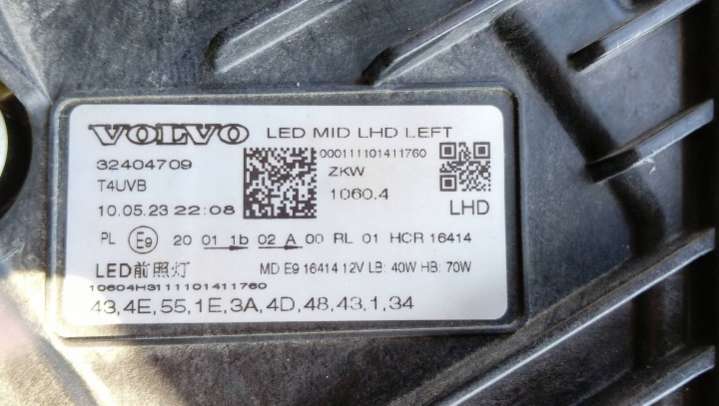 VOLVO LED MID LHD LEFT
32404709
T4UVB
10.05.23 22:08
000111101411760
ZKW
1060.4
LHD
PL E9 20 01 1b 02 A 00 RL 01 HCR 16414
LED前照灯 MD E9 16414 12V LB: 40W HB: 70W
10604H3111101411760
43,4E,55,1E,3A,4D,48,43,1,34